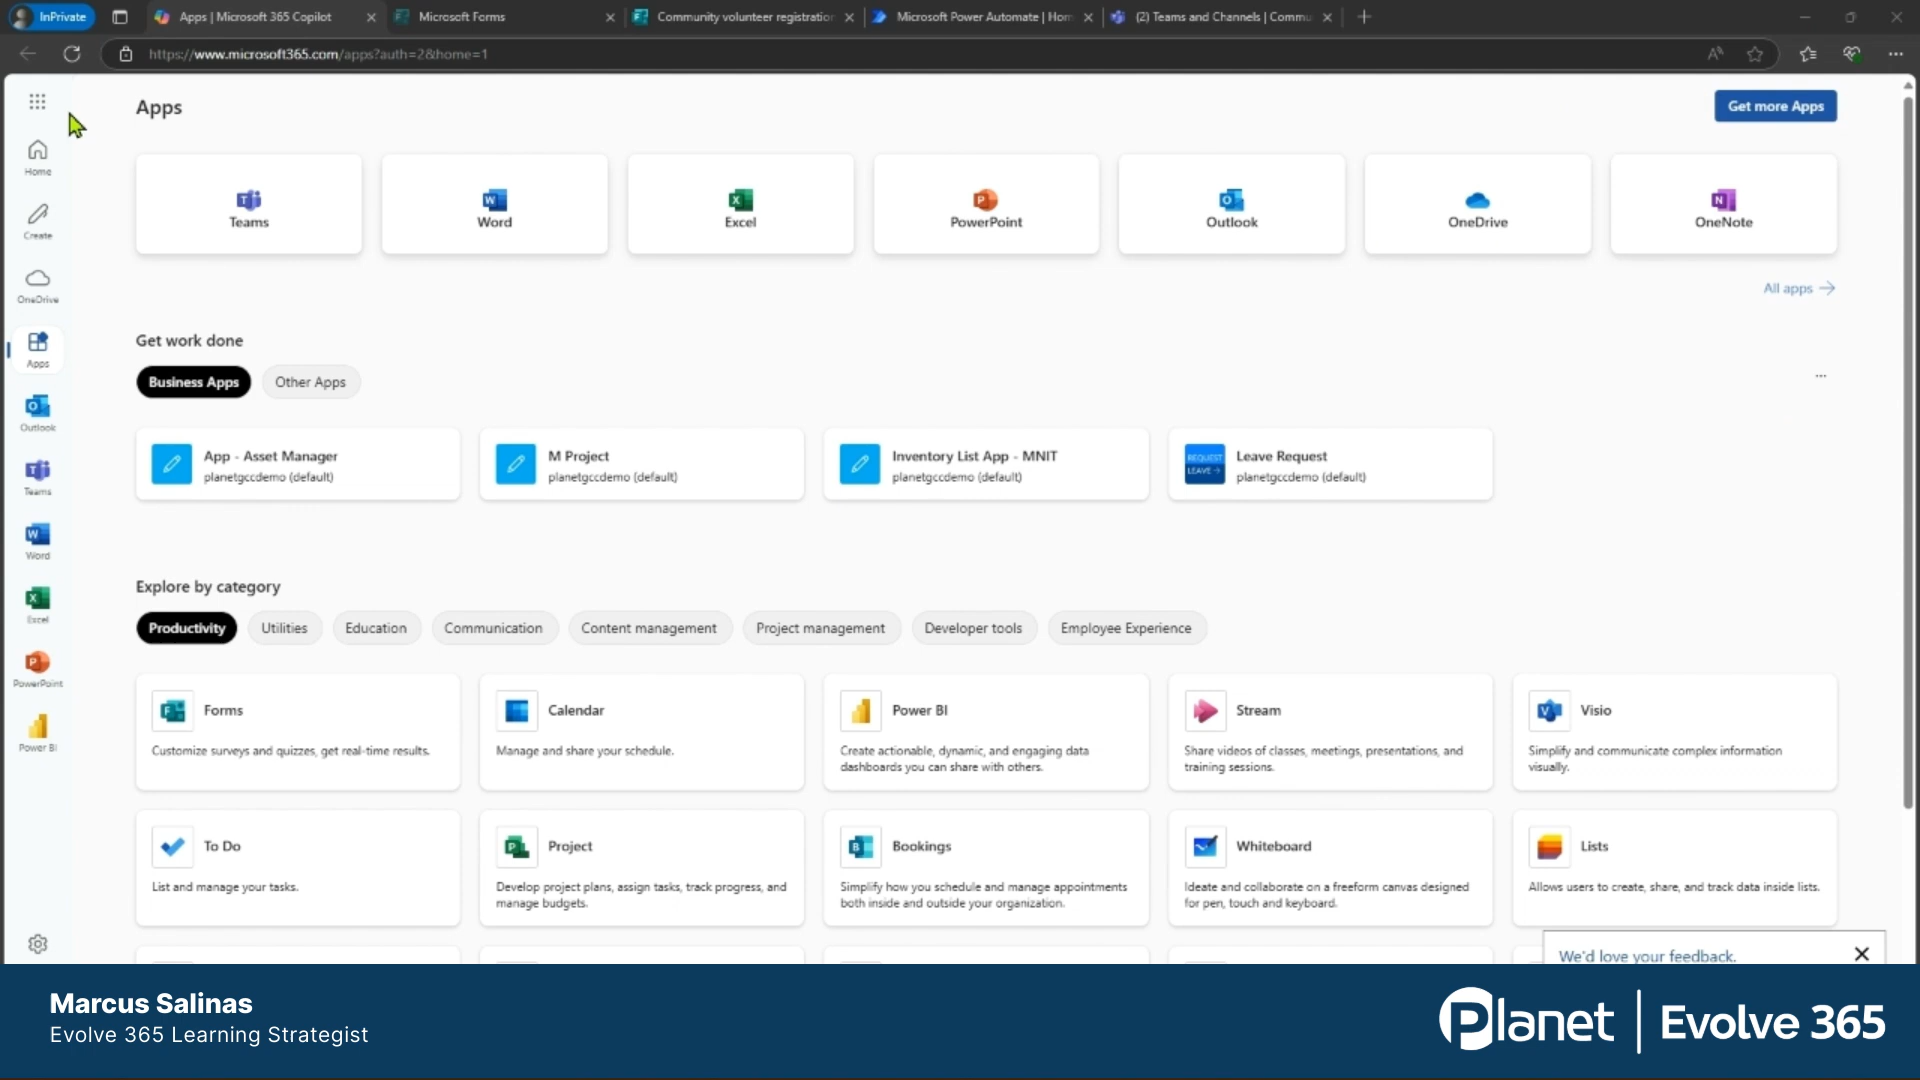 InPrivate
Apps | Microsoft 365 Copilot
Microsoft Forms
Community volunteer registration
Microsoft Power Automate | Hom
(2) Teams and Channels | Commu
https://www.microsoft365.com/apps?auth=2&home=1
Apps
Get more Apps
Home
Create
OneDrive
Apps
Outlook
Teams
Word
Excel
PowerPoint
Power BI
Teams
Word
Excel
PowerPoint
Outlook
OneDrive
OneNote
All apps
Get work done
Business Apps
Other Apps
App - Asset Manager
planetgccdemo (default)
M Project
planetgccdemo (default)
Inventory List App - MNIT
planetgccdemo (default)
REQUEST
LEAVE
Leave Request
planetgccdemo (default)
Explore by category
Productivity
Utilities
Education
Communication
Content management
Project management
Developer tools
Employee Experience
Forms
Customize surveys and quizzes, get real-time results.
Calendar
Manage and share your schedule.
Power BI
Create actionable, dynamic, and engaging data
dashboards you can share with others.
Stream
Share videos of classes, meetings, presentations, and
training sessions.
Visio
Simplify and communicate complex information
visually.
To Do
List and manage your tasks.
Project
Develop project plans, assign tasks, track progress, and
manage budgets.
Bookings
Simplify how you schedule and manage appointments
both inside and outside your organization.
Whiteboard
Ideate and collaborate on a freeform canvas designed
for pen, touch and keyboard.
Lists
Allows users to create, share, and track data inside lists.
We'd love your feedback.
Marcus Salinas
Evolve 365 Learning Strategist
Planet | Evolve 365